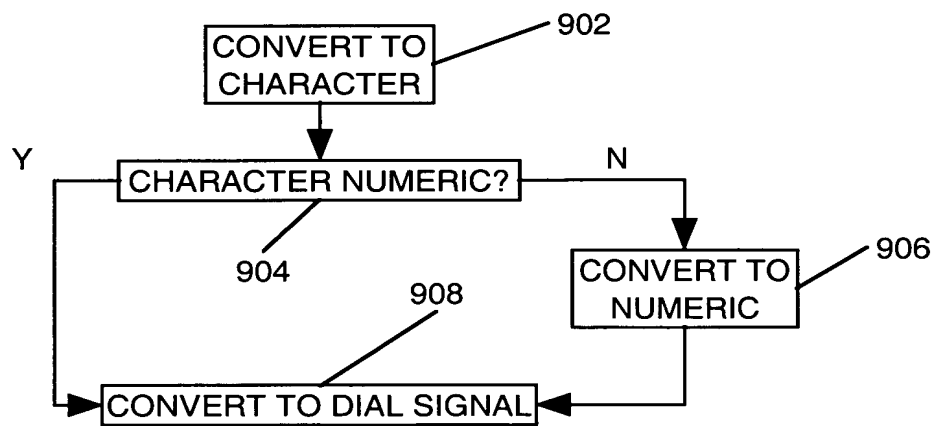 902
CONVERT TO
CHARACTER
Y
N
CHARACTER NUMERIC?
904
906
CONVERT TO
NUMERIC
908
CONVERT TO DIAL SIGNAL